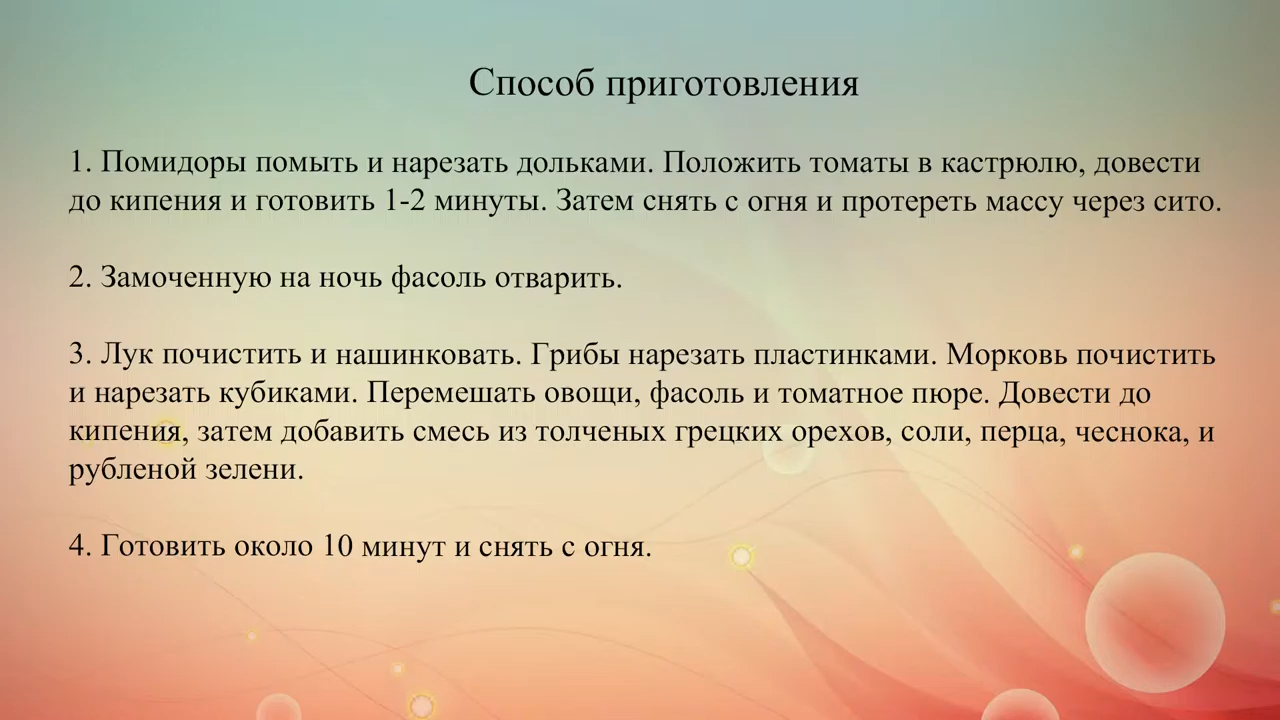 Способ приготовления
1. Помидоры помыть и нарезать дольками. Положить томаты в кастрюлю, довести
до кипения и готовить 1-2 минуты. Затем снять с огня и протереть массу через сито.
2. Замоченную на ночь фасоль отварить.
3. Лук почистить и нашинковать. Грибы нарезать пластинками. Морковь почистить
и нарезать кубиками. Перемешать овощи, фасоль и томатное пюре. Довести до
кипения, затем добавить смесь из толченых грецких орехов, соли, перца, чеснока, и
рубленой зелени.
4. Готовить около 10 минут и снять с огня.